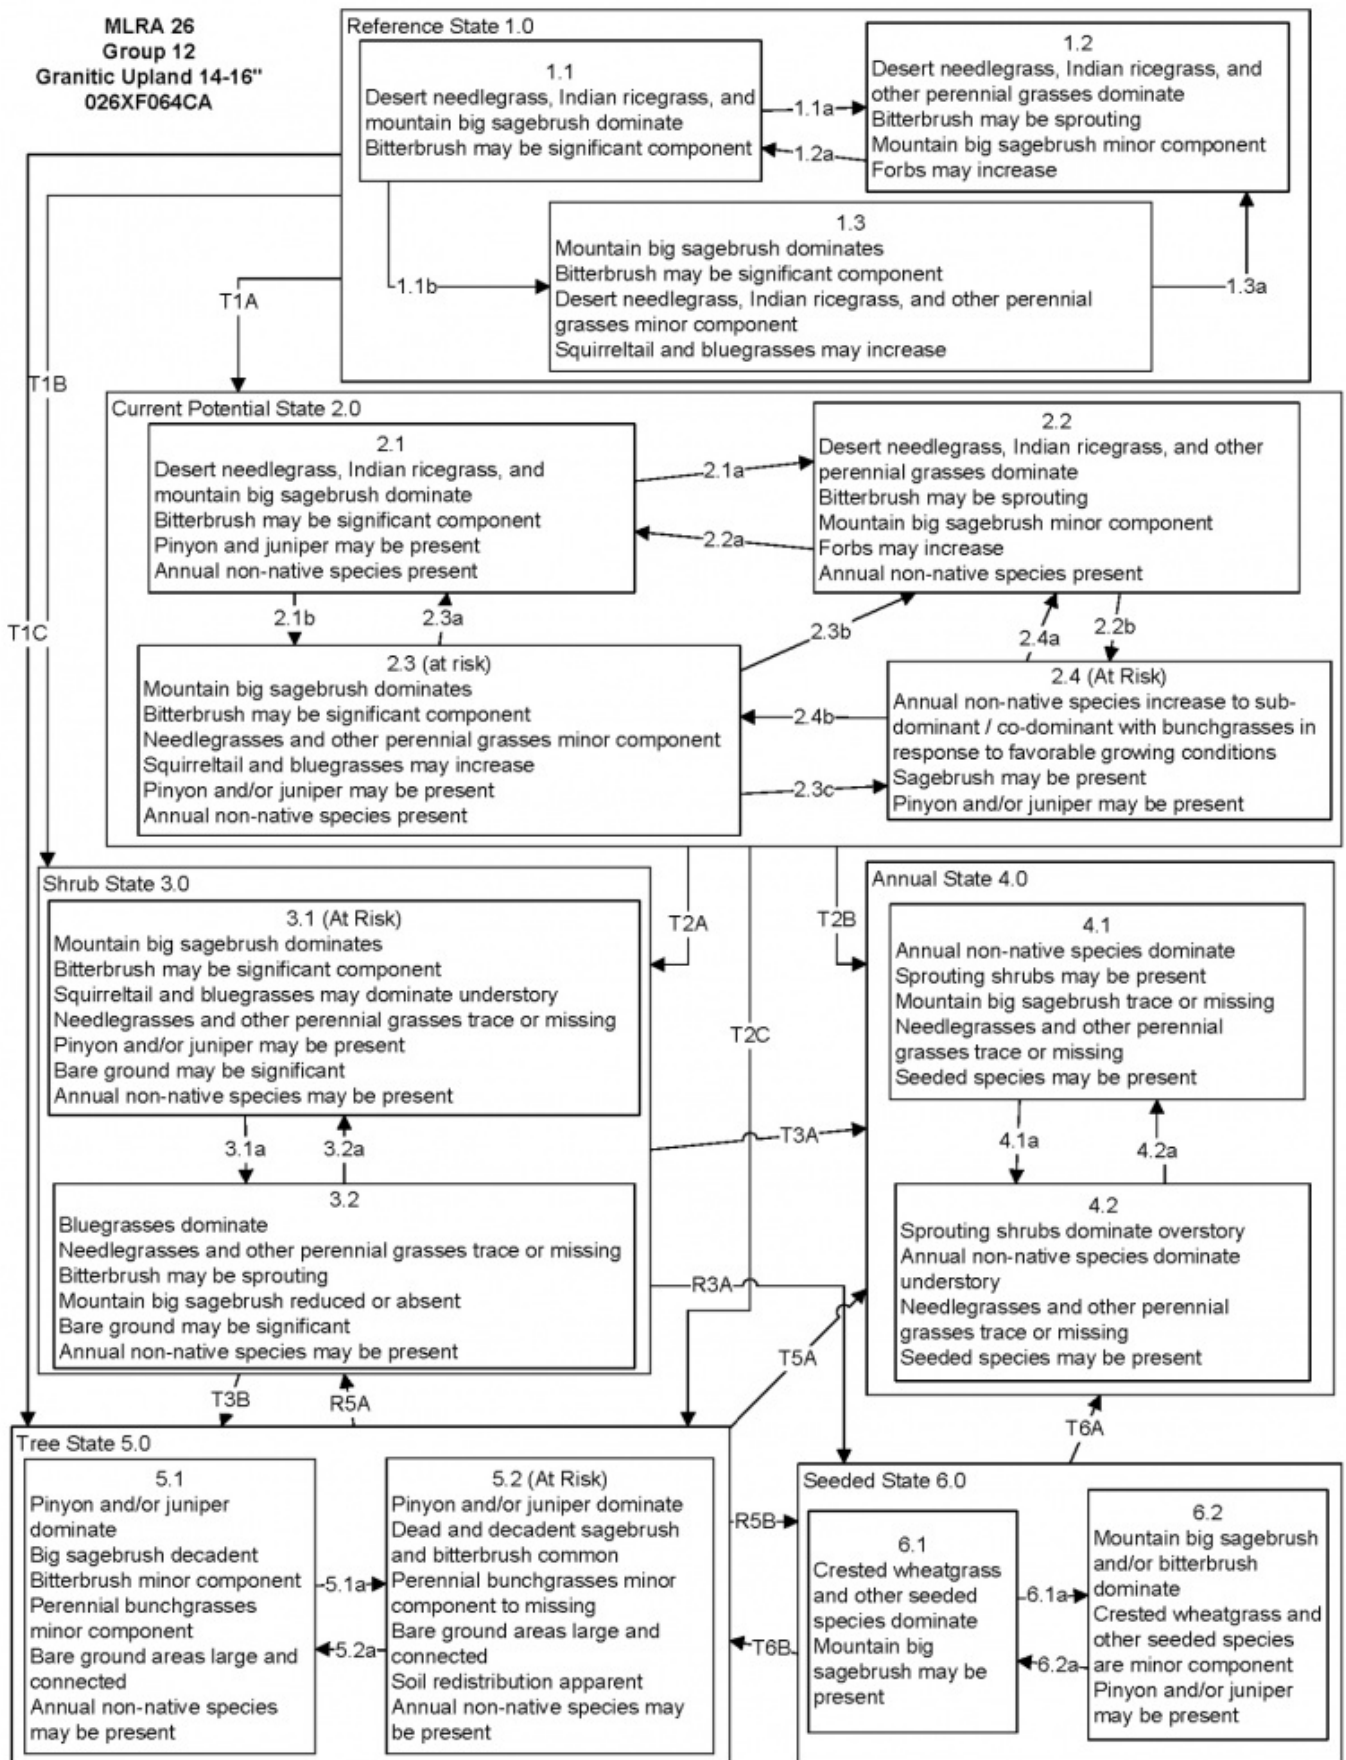 MLRA 26
Group 12
Granitic Upland 14-16"
026XF064CA
Reference State 1.0
1.1
Desert needlegrass, Indian ricegrass, and
mountain big sagebrush dominate
Bitterbrush may be significant component
1.1a
1.2a
1.2
Desert needlegrass, Indian ricegrass, and
other perennial grasses dominate
Bitterbrush may be sprouting
Mountain big sagebrush minor component
Forbs may increase
1.1b
1.3
Mountain big sagebrush dominates
Bitterbrush may be significant component
Desert needlegrass, Indian ricegrass, and other perennial
grasses minor component
Squirreltail and bluegrasses may increase
1.3a
T1A
T1B
T1C
Current Potential State 2.0
2.1
Desert needlegrass, Indian ricegrass, and
mountain big sagebrush dominate
Bitterbrush may be significant component
Pinyon and juniper may be present
Annual non-native species present
2.1a
2.2a
2.2
Desert needlegrass, Indian ricegrass, and other
perennial grasses dominate
Bitterbrush may be sprouting
Mountain big sagebrush minor component
Forbs may increase
Annual non-native species present
2.1b
2.3a
2.3b
2.4a
2.2b
2.3 (at risk)
Mountain big sagebrush dominates
Bitterbrush may be significant component
Needlegrasses and other perennial grasses minor component
Squirreltail and bluegrasses may increase
Pinyon and/or juniper may be present
Annual non-native species present
2.4b
2.3c
2.4 (At Risk)
Annual non-native species increase to sub-
dominant / co-dominant with bunchgrasses in
response to favorable growing conditions
Sagebrush may be present
Pinyon and/or juniper may be present
T2A
T2B
T2C
Shrub State 3.0
3.1 (At Risk)
Mountain big sagebrush dominates
Bitterbrush may be significant component
Squirreltail and bluegrasses may dominate understory
Needlegrasses and other perennial grasses trace or missing
Pinyon and/or juniper may be present
Bare ground may be significant
Annual non-native species may be present
3.1a
3.2a
3.2
Bluegrasses dominate
Needlegrasses and other perennial grasses trace or missing
Bitterbrush may be sprouting
Mountain big sagebrush reduced or absent
Bare ground may be significant
Annual non-native species may be present
T3A
R3A
Annual State 4.0
4.1
Annual non-native species dominate
Sprouting shrubs may be present
Mountain big sagebrush trace or missing
Needlegrasses and other perennial
grasses trace or missing
Seeded species may be present
4.1a
4.2a
4.2
Sprouting shrubs dominate overstory
Annual non-native species dominate
understory
Needlegrasses and other perennial
grasses trace or missing
Seeded species may be present
T3B
R5A
T5A
T6A
Tree State 5.0
5.1
Pinyon and/or juniper
dominate
Big sagebrush decadent
Bitterbrush minor component
Perennial bunchgrasses
minor component
Bare ground areas large and
connected
Annual non-native species
may be present
5.1a
5.2a
5.2 (At Risk)
Pinyon and/or juniper dominate
Dead and decadent sagebrush
and bitterbrush common
Perennial bunchgrasses minor
component to missing
Bare ground areas large and
connected
Soil redistribution apparent
Annual non-native species may
be present
R5B
T6B
Seeded State 6.0
6.1
Crested wheatgrass
and other seeded
species dominate
Mountain big
sagebrush may be
present
6.1a
6.2a
6.2
Mountain big sagebrush
and/or bitterbrush
dominate
Crested wheatgrass and
other seeded species
are minor component
Pinyon and/or juniper
may be present